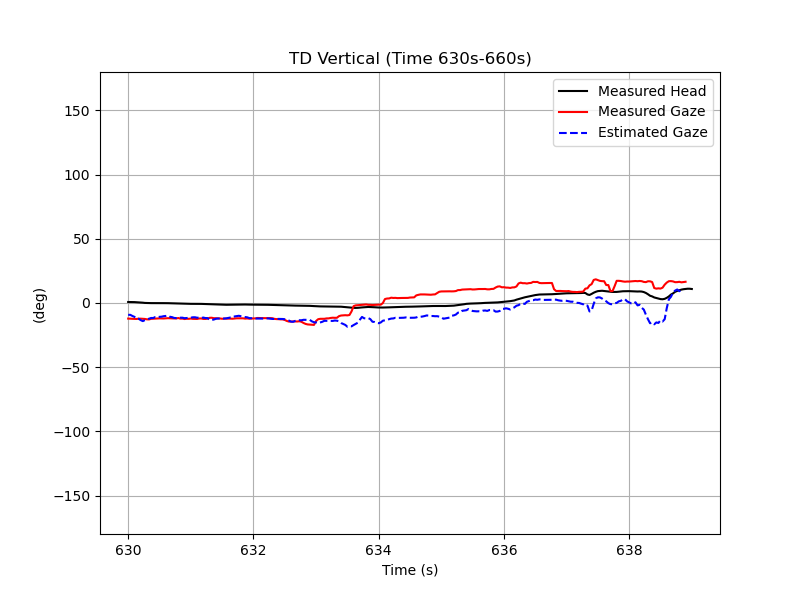 TD Vertical (Time 630s-660s)
Measured Head
Measured Gaze
Estimated Gaze
150
100
50
0
−50
−100
−150
(deg)
630 632 634 636 638
Time (s)